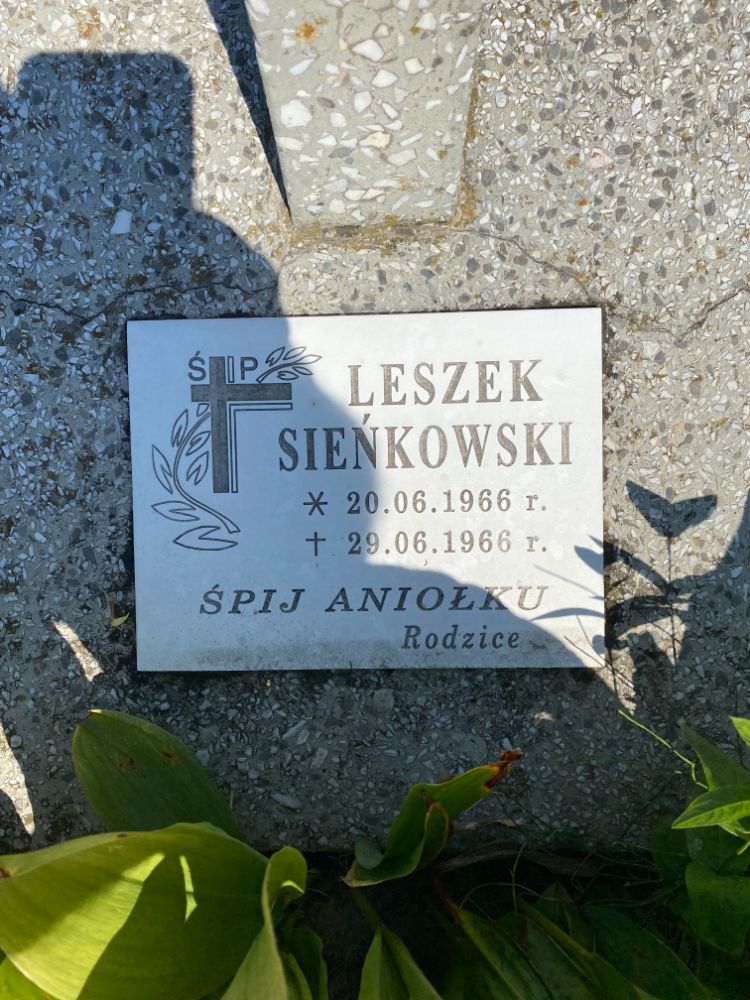 Ś P
LESZEK
SIEŃKOWSKI
* 20.06.1966 r.
† 29.06.1966 r.
ŚPIJ ANIOŁKU
Rodzice